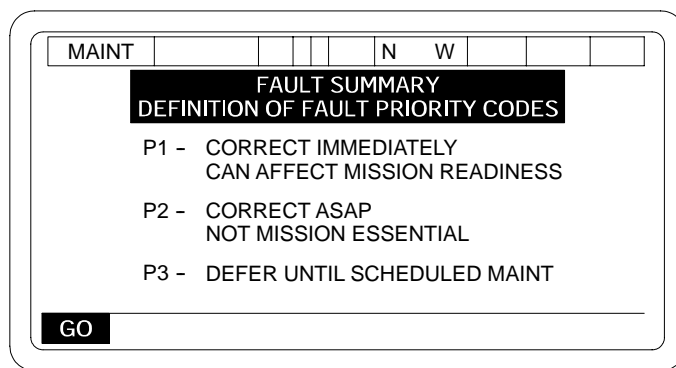 MAINT N W
FAULT SUMMARY
DEFINITION OF FAULT PRIORITY CODES
P1 - CORRECT IMMEDIATELY
CAN AFFECT MISSION READINESS
P2 - CORRECT ASAP
NOT MISSION ESSENTIAL
P3 - DEFER UNTIL SCHEDULED MAINT
GO